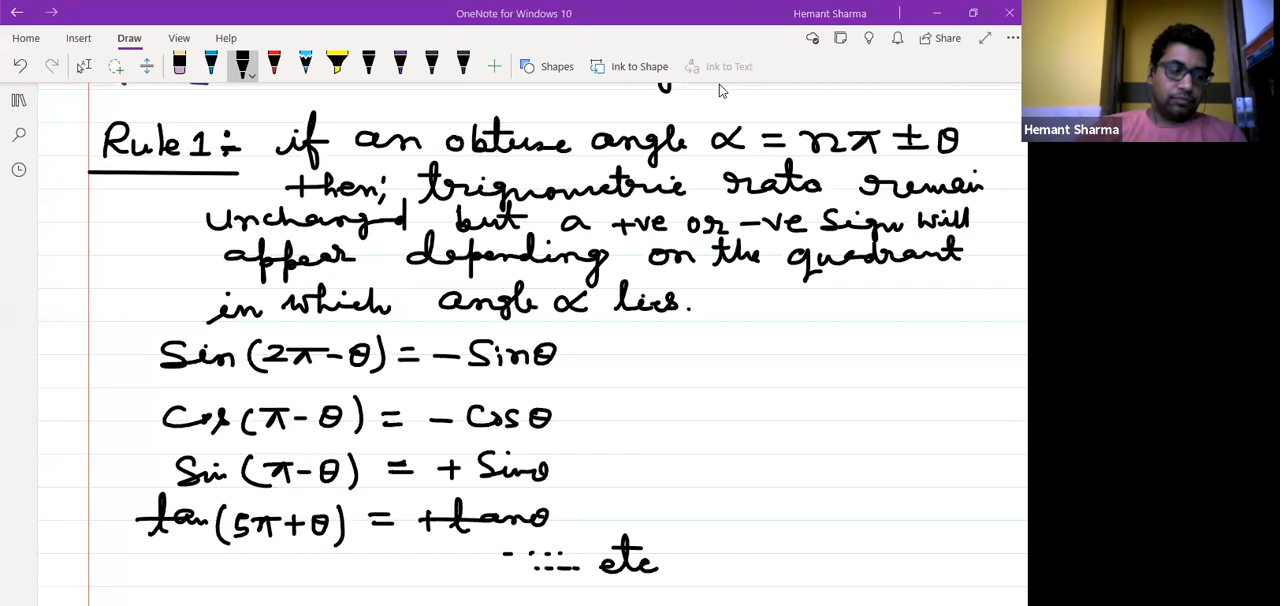 OneNote for Windows 10
Hemant Sharma
Home Insert Draw View Help
Share
Shapes Ink to Shape Ink to Text
Hemant Sharma
Rule 1:- if an obtuse angle α = nπ ± θ
then; trignometric rato remain
unchanged but a +ve or -ve Sign will
appear depending on the quadrant
in which angle α lies.
Sin(2π-θ) = - Sinθ
Cos(π-θ) = - Cosθ
Sin(π-θ) = + Sinθ
tan(5π+θ) = +tanθ
..... etc